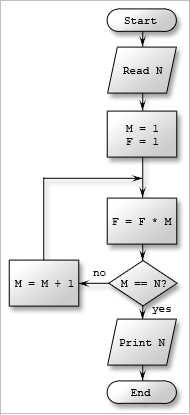 Start
Read N
M = 1
F = 1
F = F * M
no
M = M + 1
M == N?
yes
Print N
End